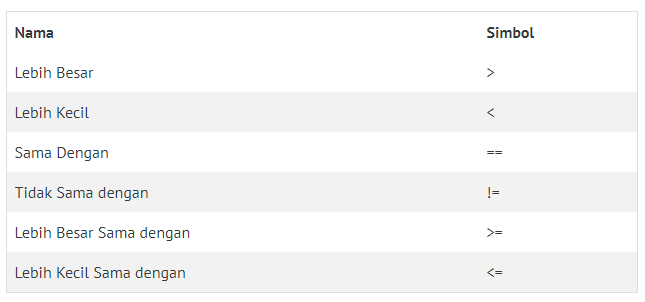 Nama Simbol
Lebih Besar >
Lebih Kecil <
Sama Dengan ==
Tidak Sama dengan !=
Lebih Besar Sama dengan >=
Lebih Kecil Sama dengan <=